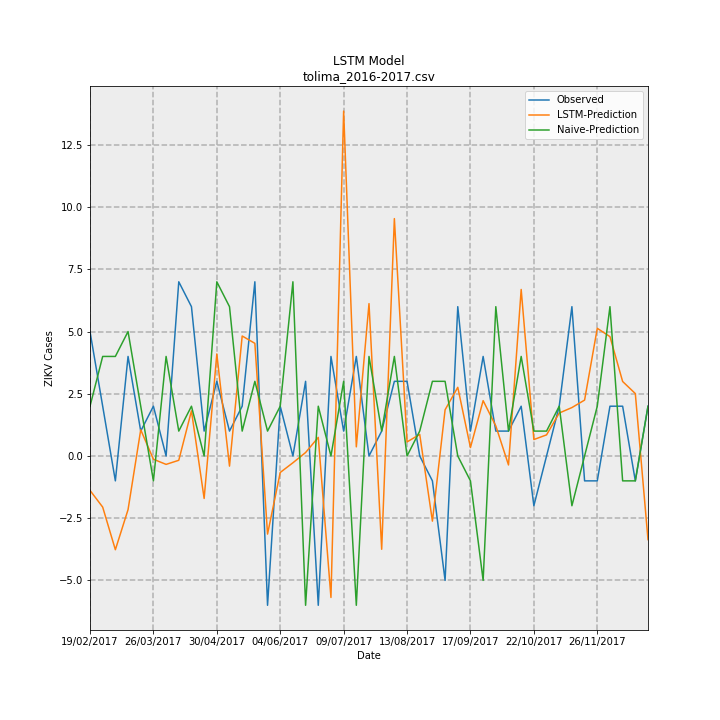 LSTM Model
tolima_2016-2017.csv
Observed
LSTM-Prediction
Naive-Prediction
12.5
10.0
7.5
5.0
2.5
0.0
−2.5
−5.0
ZIKV Cases
19/02/2017 26/03/2017 30/04/2017 04/06/2017 09/07/2017 13/08/2017 17/09/2017 22/10/2017 26/11/2017
Date